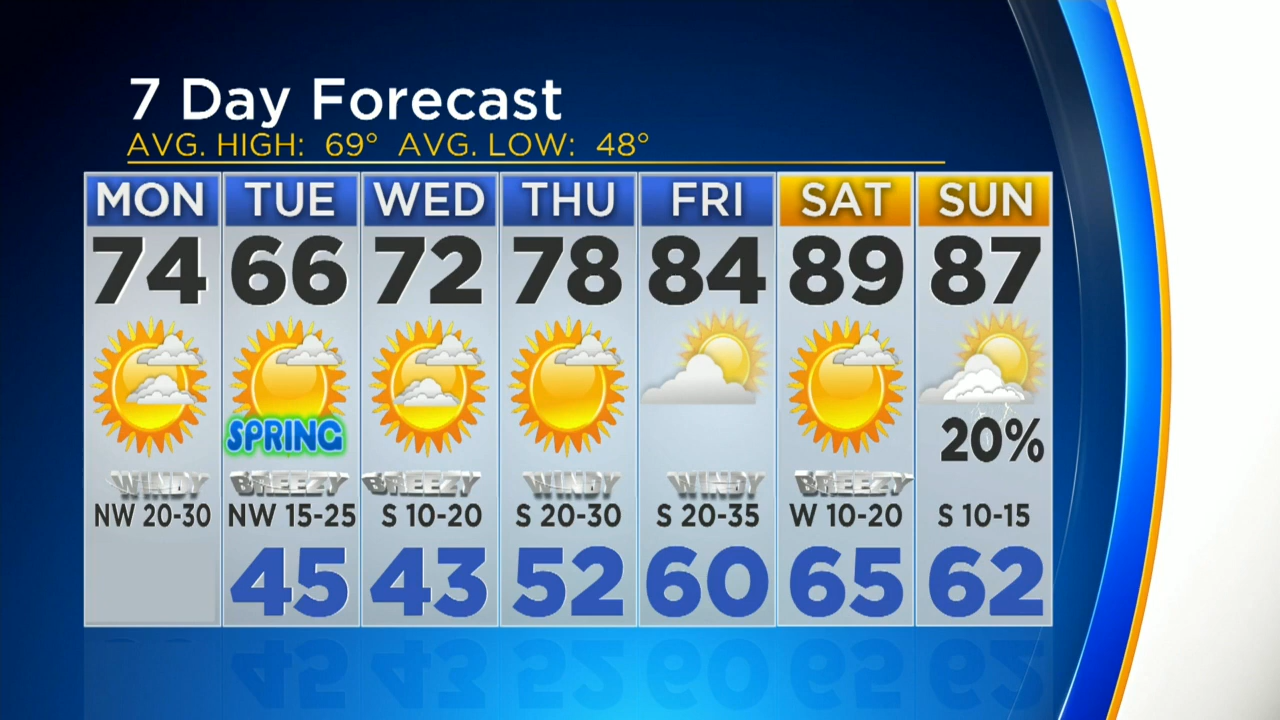 7 Day Forecast
AVG. HIGH: 69° AVG. LOW: 48°
MON TUE WED THU FRI SAT SUN
74 66 72 78 84 89 87
SPRING
20%
WINDY BREEZY BREEZY WINDY WINDY BREEZY
NW 20-30 NW 15-25 S 10-20 S 20-30 S 20-35 W 10-20 S 10-15
45 43 52 60 65 62